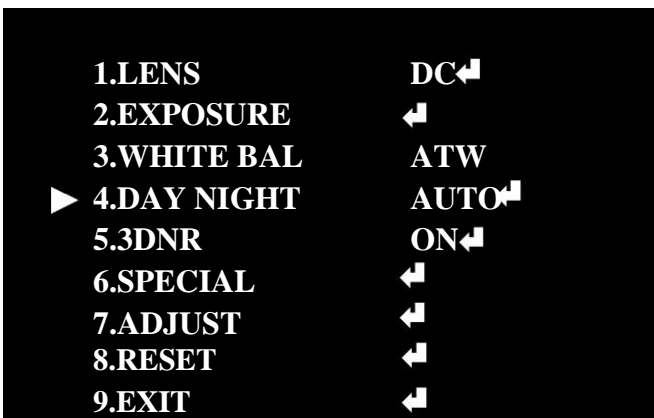 1.LENS DC↵
2.EXPOSURE ↵
3.WHITE BAL ATW
▶ 4.DAY NIGHT AUTO↵
5.3DNR ON↵
6.SPECIAL ↵
7.ADJUST ↵
8.RESET ↵
9.EXIT ↵